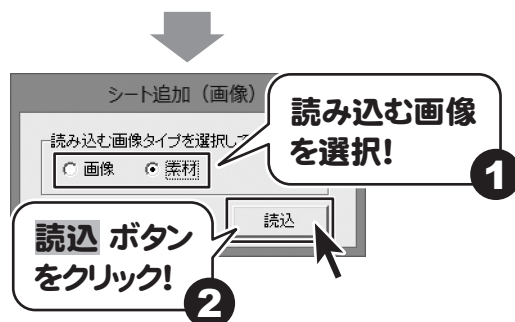 シート追加（画像）
読み込む画像タイプを選択して
画像 素材
読み込む画像
を選択!
1
読込
読込 ボタン
をクリック!
2